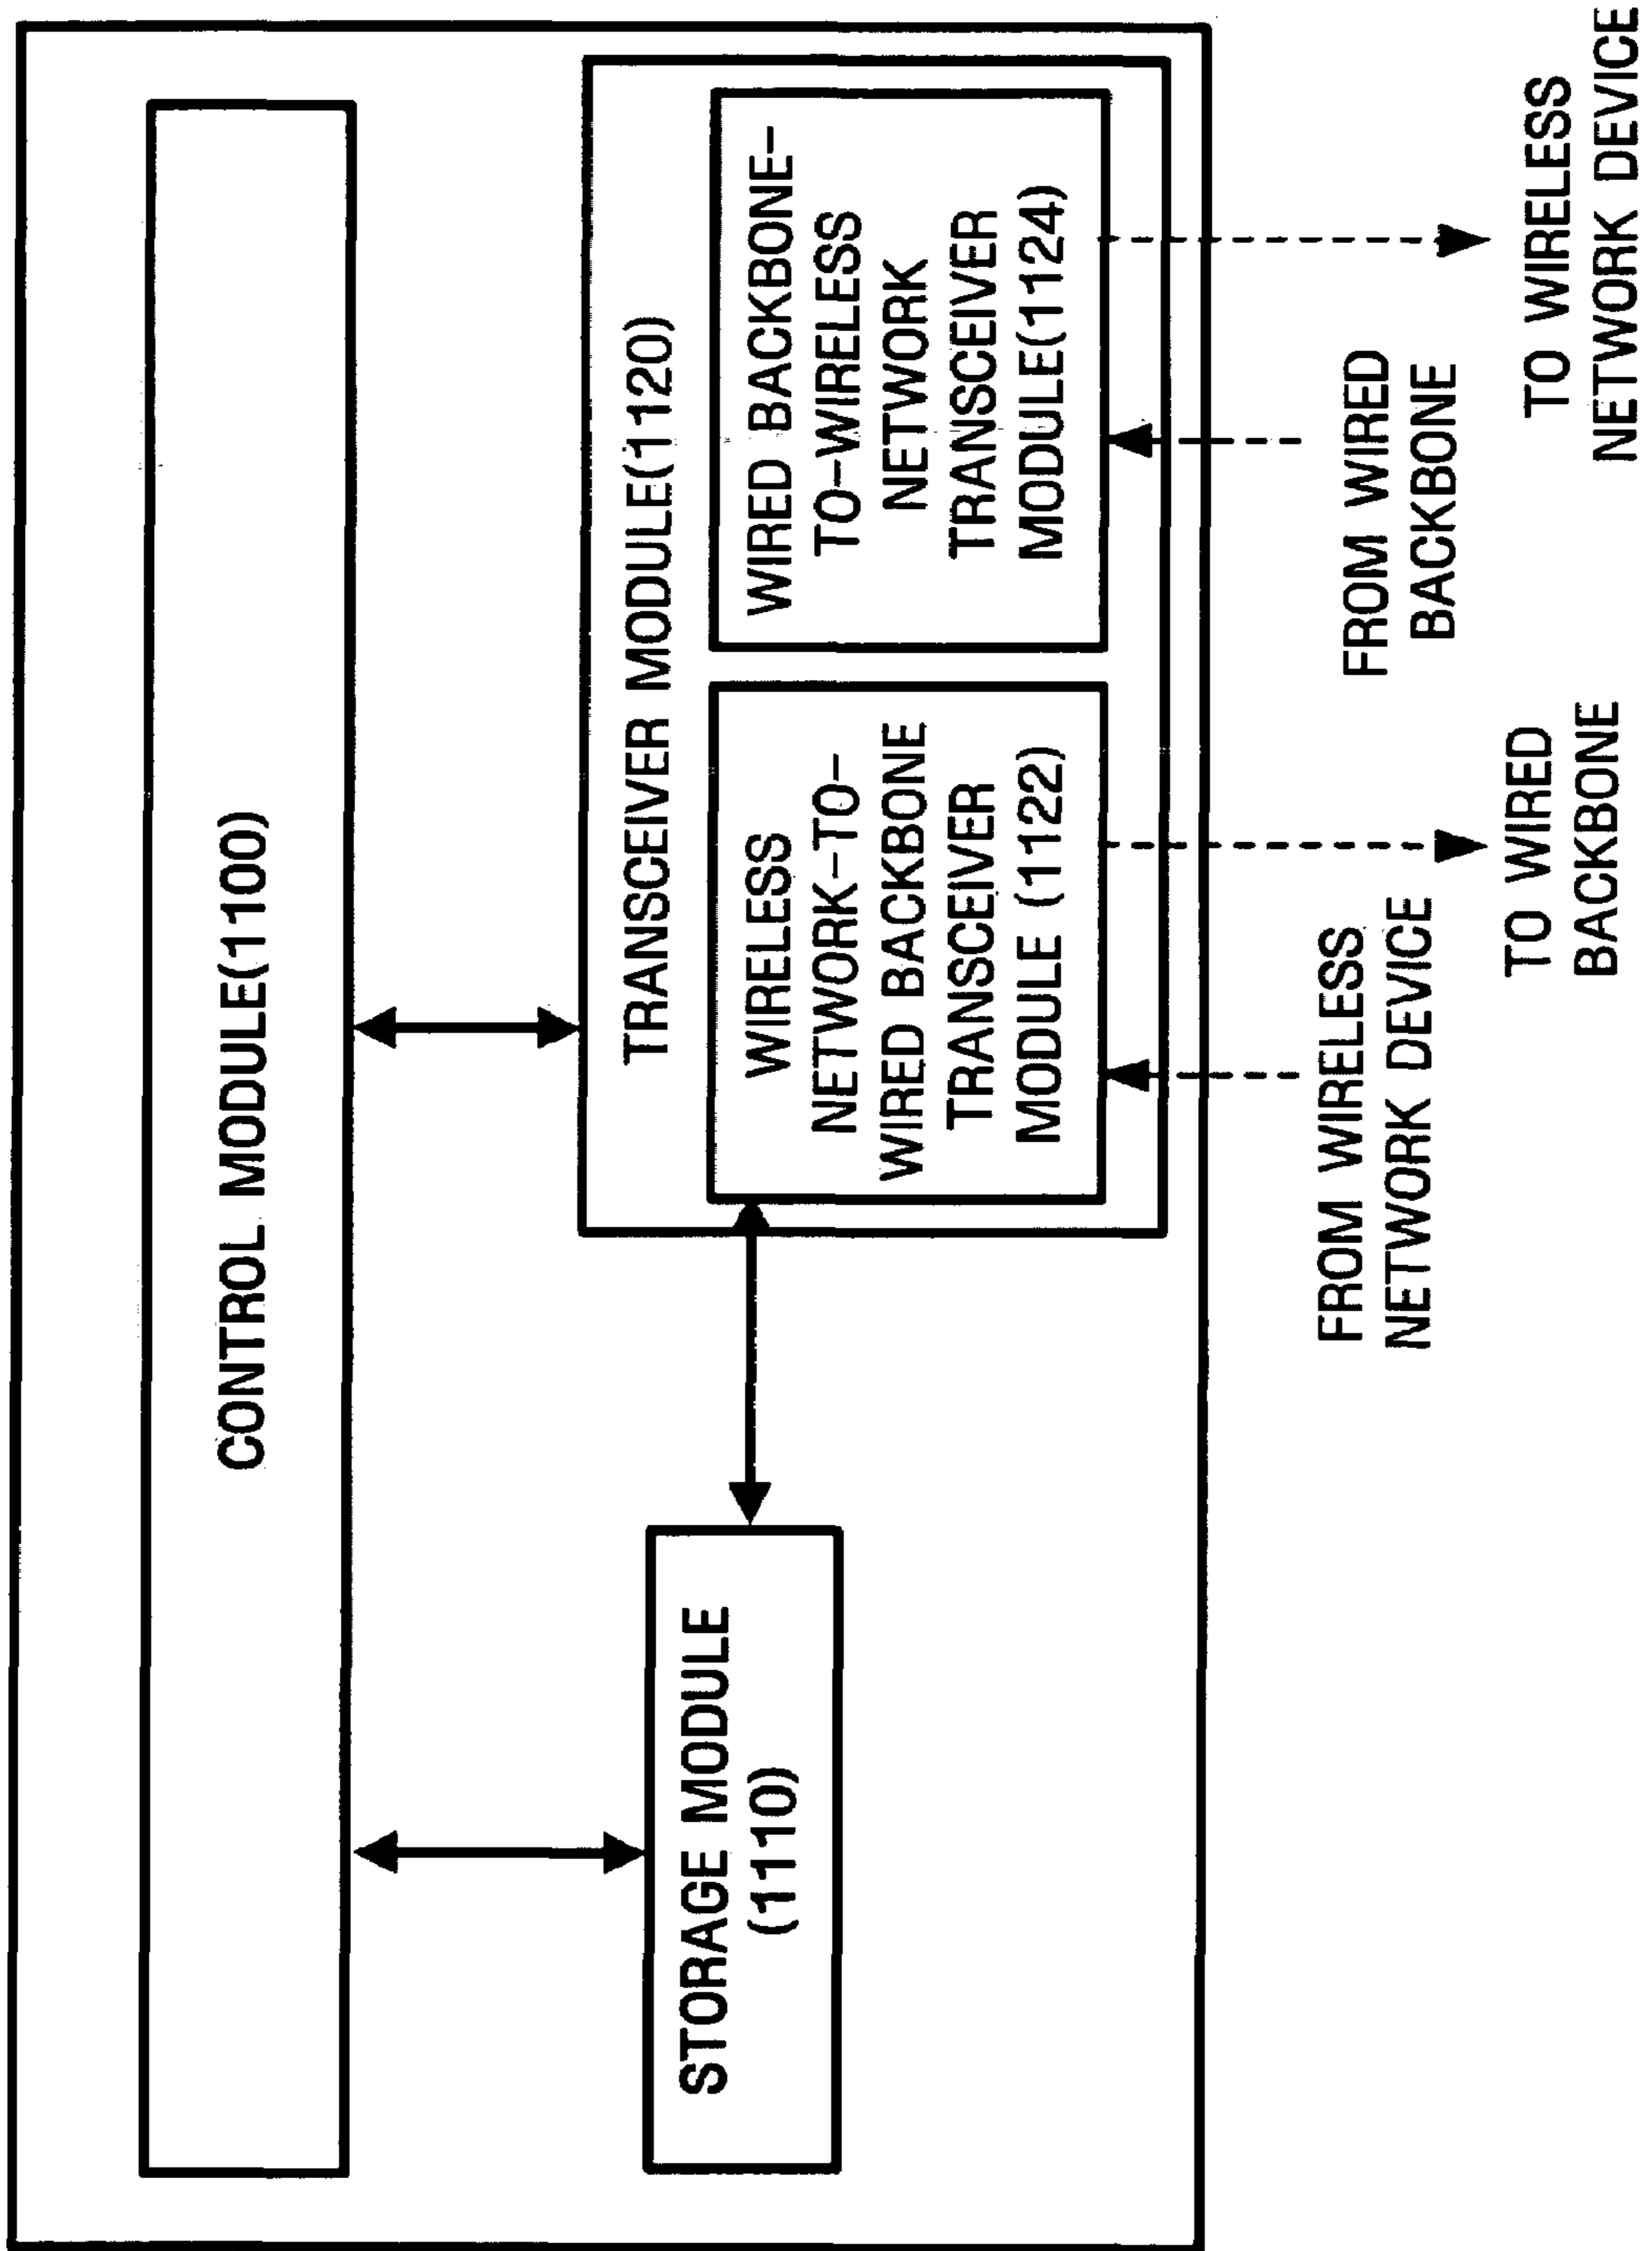 CONTROL MODULE(1100)
STORAGE MODULE
(1110)
TRANSCEIVER MODULE(1120)
WIRELESS
NETWORK-TO-
WIRED BACKBONE
TRANSCEIVER
MODULE (1122)
WIRED BACKBONE-
TO-WIRELESS
NETWORK
TRANSCEIVER
MODULE(1124)
FROM WIRELESS
NETWORK DEVICE
TO WIRED
BACKBONE
FROM WIRED
BACKBONE
TO WIRELESS
NETWORK DEVICE